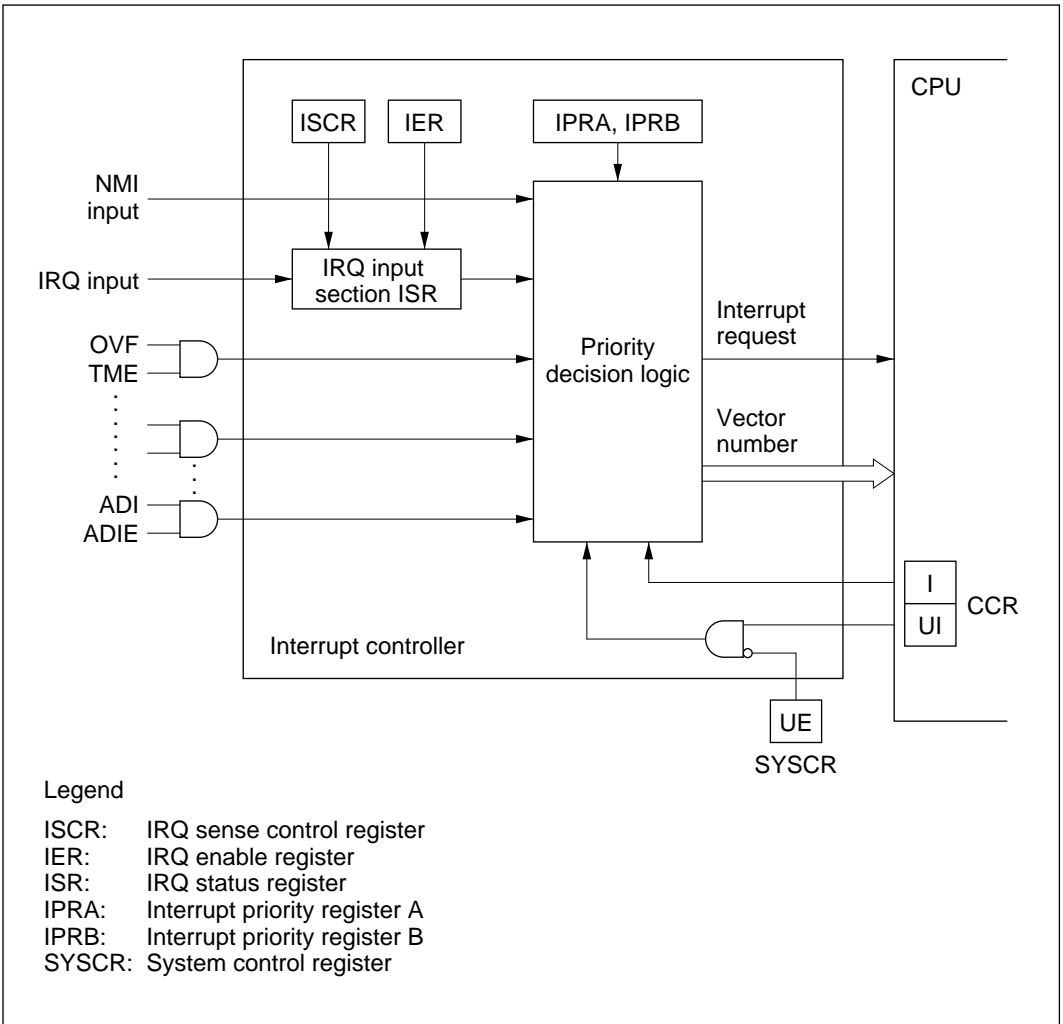 CPU
ISCR
IER
IPRA, IPRB
NMI
input
IRQ input
IRQ input
section ISR
OVF
TME
Priority
decision logic
Interrupt
request
Vector
number
ADI
ADIE
I
UI
CCR
Interrupt controller
UE
SYSCR
Legend
ISCR: IRQ sense control register
IER: IRQ enable register
ISR: IRQ status register
IPRA: Interrupt priority register A
IPRB: Interrupt priority register B
SYSCR: System control register